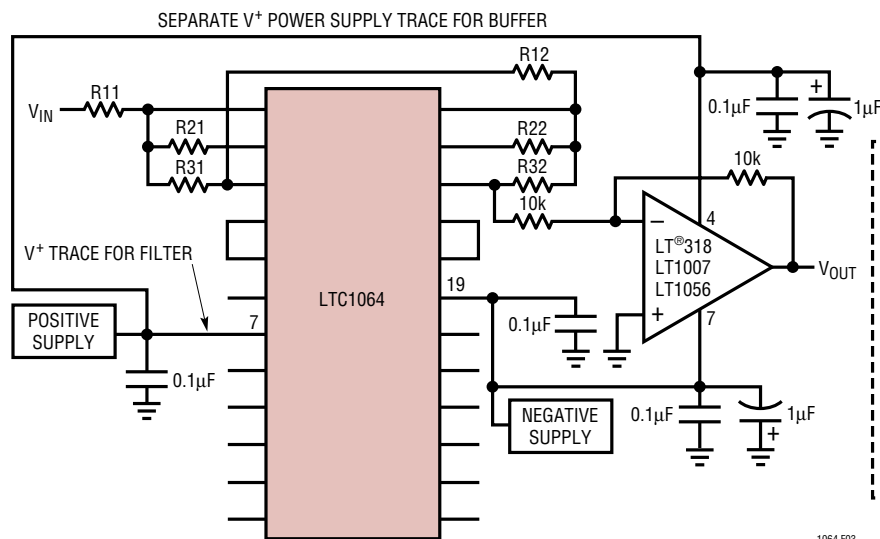 SEPARATE V+ POWER SUPPLY TRACE FOR BUFFER
R12
R11
VIN
R21
R22
R31
R32
10k
0.1µF
+
1µF
10k
4
–
LT®318
LT1007
LT1056
+
7
VOUT
V+ TRACE FOR FILTER
LTC1064
19
POSITIVE
SUPPLY
7
0.1µF
0.1µF
NEGATIVE
SUPPLY
0.1µF
1µF
+